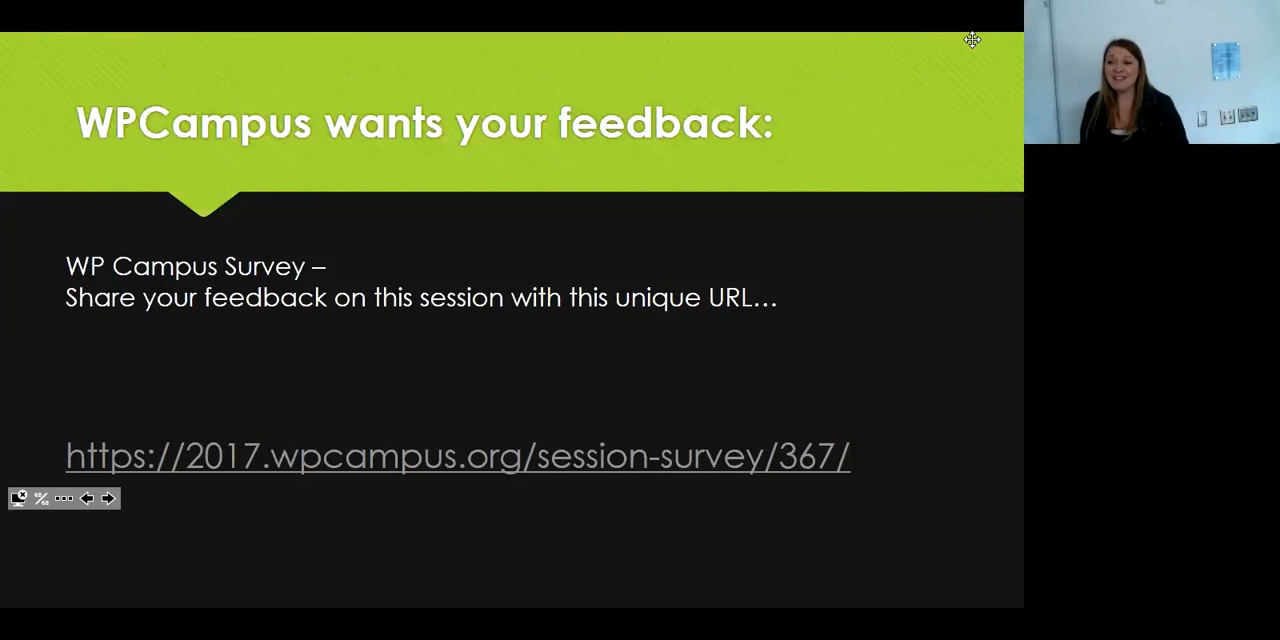 WPCampus wants your feedback:
WP Campus Survey –
Share your feedback on this session with this unique URL...
https://2017.wpcampus.org/session-survey/367/